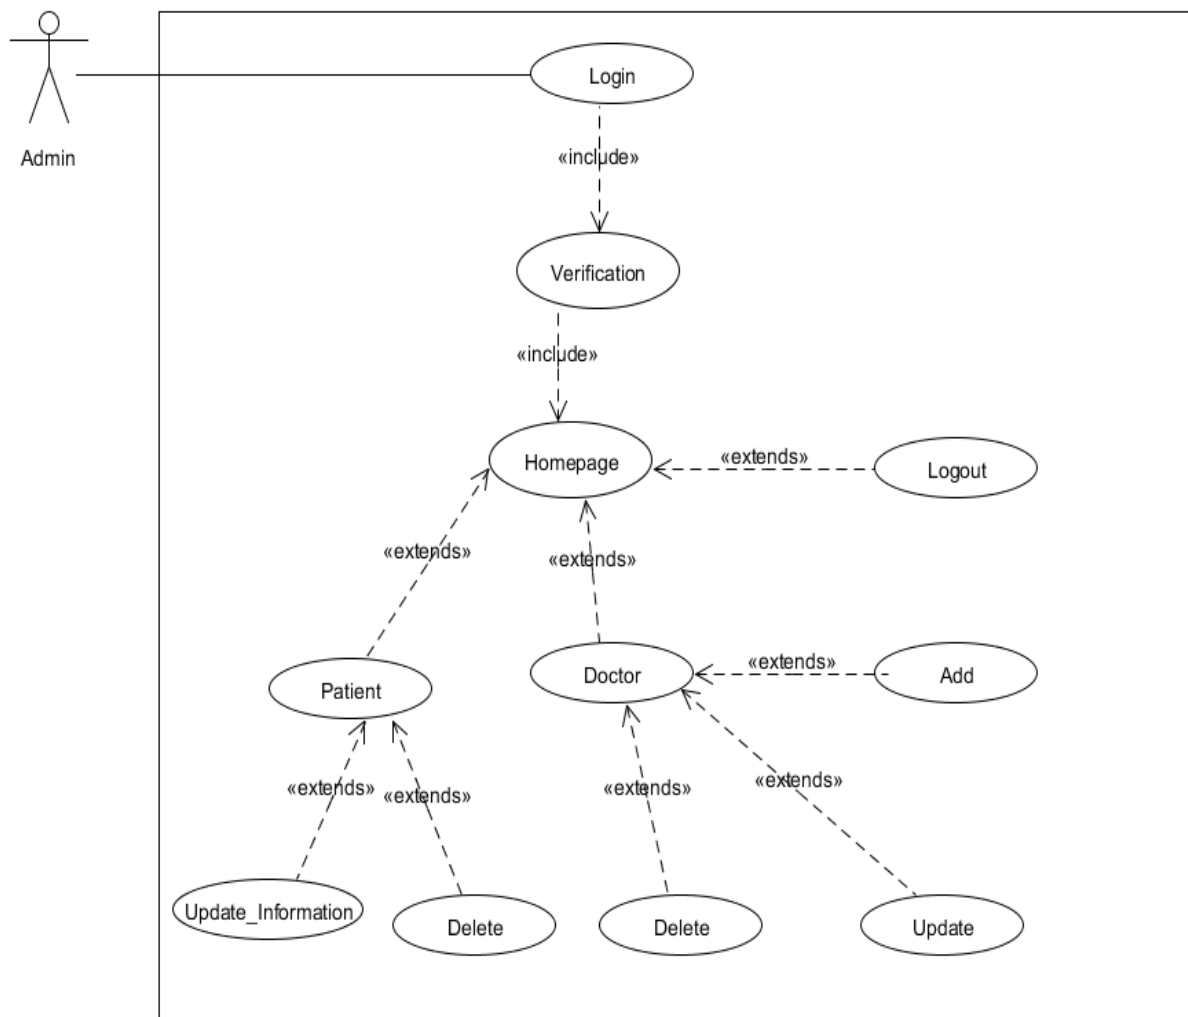 Login
Admin
«include»
Verification
«include»
Homepage
«extends»
Logout
«extends»
«extends»
Patient
Doctor
«extends»
Add
«extends»
«extends»
«extends»
«extends»
Update_Information
Delete
Delete
Update